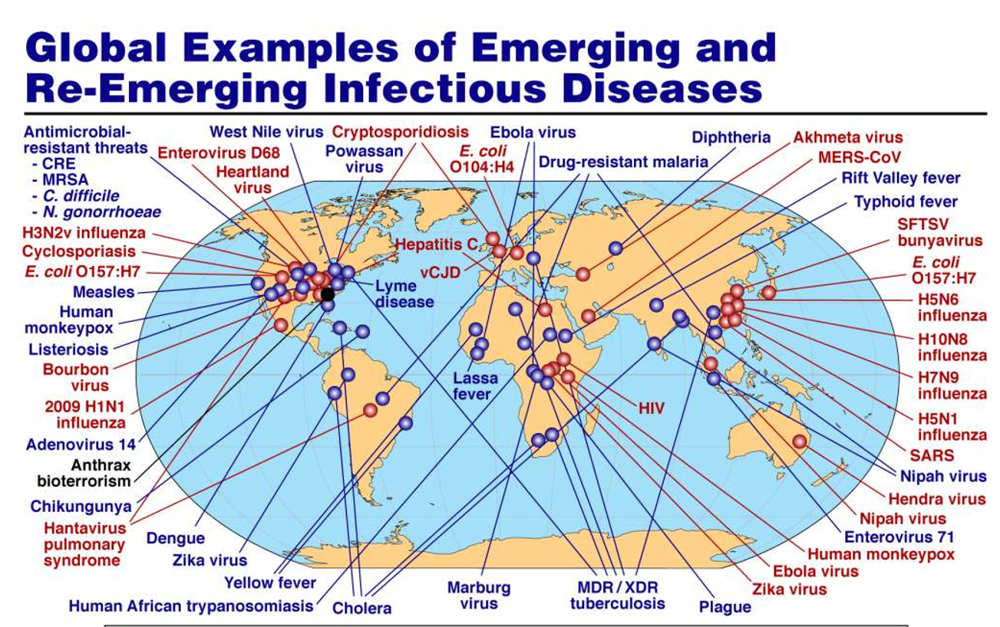 Global Examples of Emerging and
Re-Emerging Infectious Diseases
Antimicrobial-
resistant threats
- CRE
- MRSA
- C. difficile
- N. gonorrhoeae
West Nile virus
Cryptosporidiosis
Ebola virus
Enterovirus D68
Heartland
virus
Powassan
virus
E. coli
O104:H4
Drug-resistant malaria
Diphtheria
Akhmeta virus
MERS-CoV
Rift Valley fever
Typhoid fever
SFTSV
bunyavirus
E. coli
O157:H7
H5N6
influenza
H10N8
influenza
H7N9
influenza
H5N1
influenza
SARS
Nipah virus
Hendra virus
Nipah virus
Enterovirus 71
Human monkeypox
Ebola virus
Zika virus
H3N2v influenza
Cyclosporiasis
E. coli O157:H7
Measles
Human
monkeypox
Listeriosis
Bourbon
virus
2009 H1N1
influenza
Adenovirus 14
Anthrax
bioterrorism
Chikungunya
Hantavirus
pulmonary
syndrome
Dengue
Zika virus
Yellow fever
Human African trypanosomiasis
Cholera
Marburg
virus
MDR / XDR
tuberculosis
Plague
Hepatitis C
vCJD
Lyme
disease
Lassa
fever
HIV